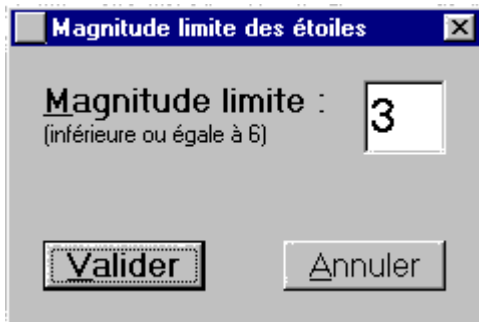 Magnitude limite des étoiles
Magnitude limite :
3
(inférieure ou égale à 6)
Valider
Annuler